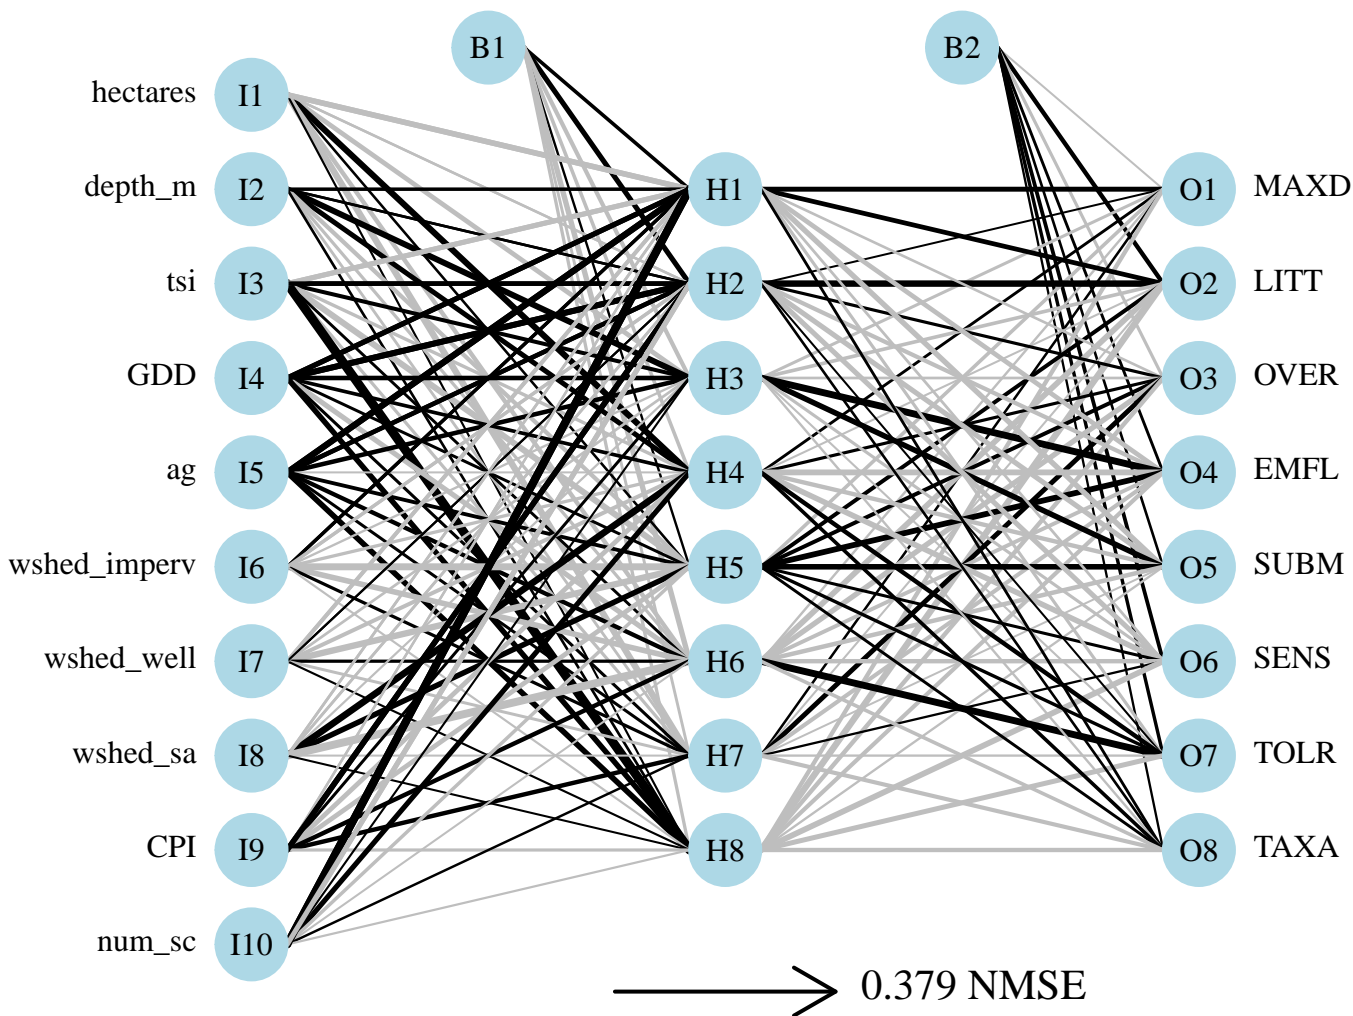 B1
B2
hectares I1
depth_m I2 H1 O1 MAXD
tsi I3 H2 O2 LITT
GDD I4 H3 O3 OVER
ag I5 H4 O4 EMFL
wshed_imperv I6 H5 O5 SUBM
wshed_well I7 H6 O6 SENS
wshed_sa I8 H7 O7 TOLR
CPI I9 H8 O8 TAXA
num_sc I10
0.379 NMSE